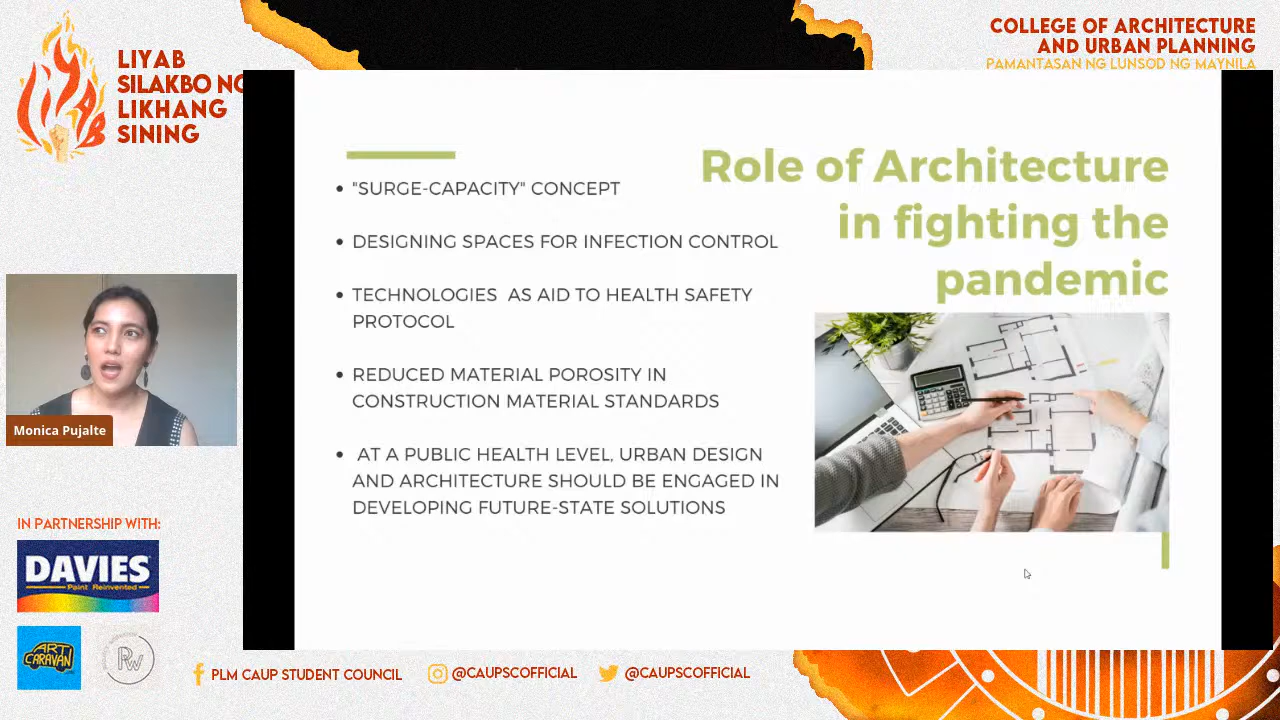 LIYAB
SILAKBO NG
LIKHANG
SINING
COLLEGE OF ARCHITECTURE
AND URBAN PLANNING
PAMANTASAN NG LUNSOD NG MAYNILA
Role of Architecture
in fighting the
pandemic
• "SURGE-CAPACITY" CONCEPT
• DESIGNING SPACES FOR INFECTION CONTROL
• TECHNOLOGIES AS AID TO HEALTH SAFETY
PROTOCOL
• REDUCED MATERIAL POROSITY IN
CONSTRUCTION MATERIAL STANDARDS
• AT A PUBLIC HEALTH LEVEL, URBAN DESIGN
AND ARCHITECTURE SHOULD BE ENGAGED IN
DEVELOPING FUTURE-STATE SOLUTIONS
Monica Pujalte
IN PARTNERSHIP WITH:
DAVIES
Paint Reinvented
ART
CARAVAN
PW
PLM CAUP STUDENT COUNCIL
@CAUPSCOFFICIAL
@CAUPSCOFFICIAL